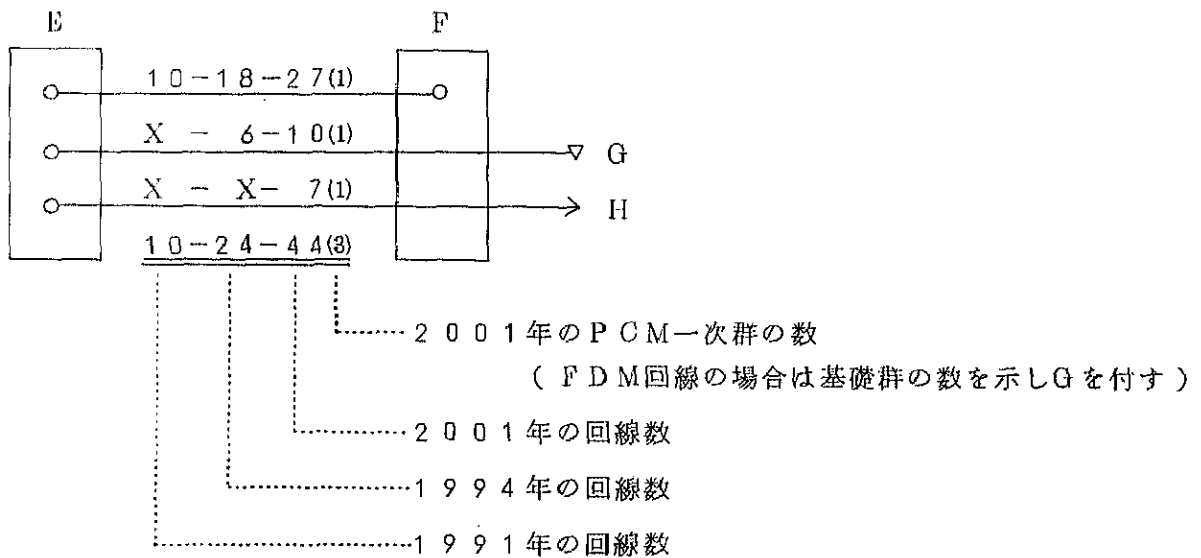 E F
10-18-27(1)
X - 6-10(1)
▽ G
X - X- 7(1)
H
10-24-44(3)
2001年のPCM一次群の数
(FDM回線の場合は基礎群の数を示しGを付す)
2001年の回線数
1994年の回線数
1991年の回線数